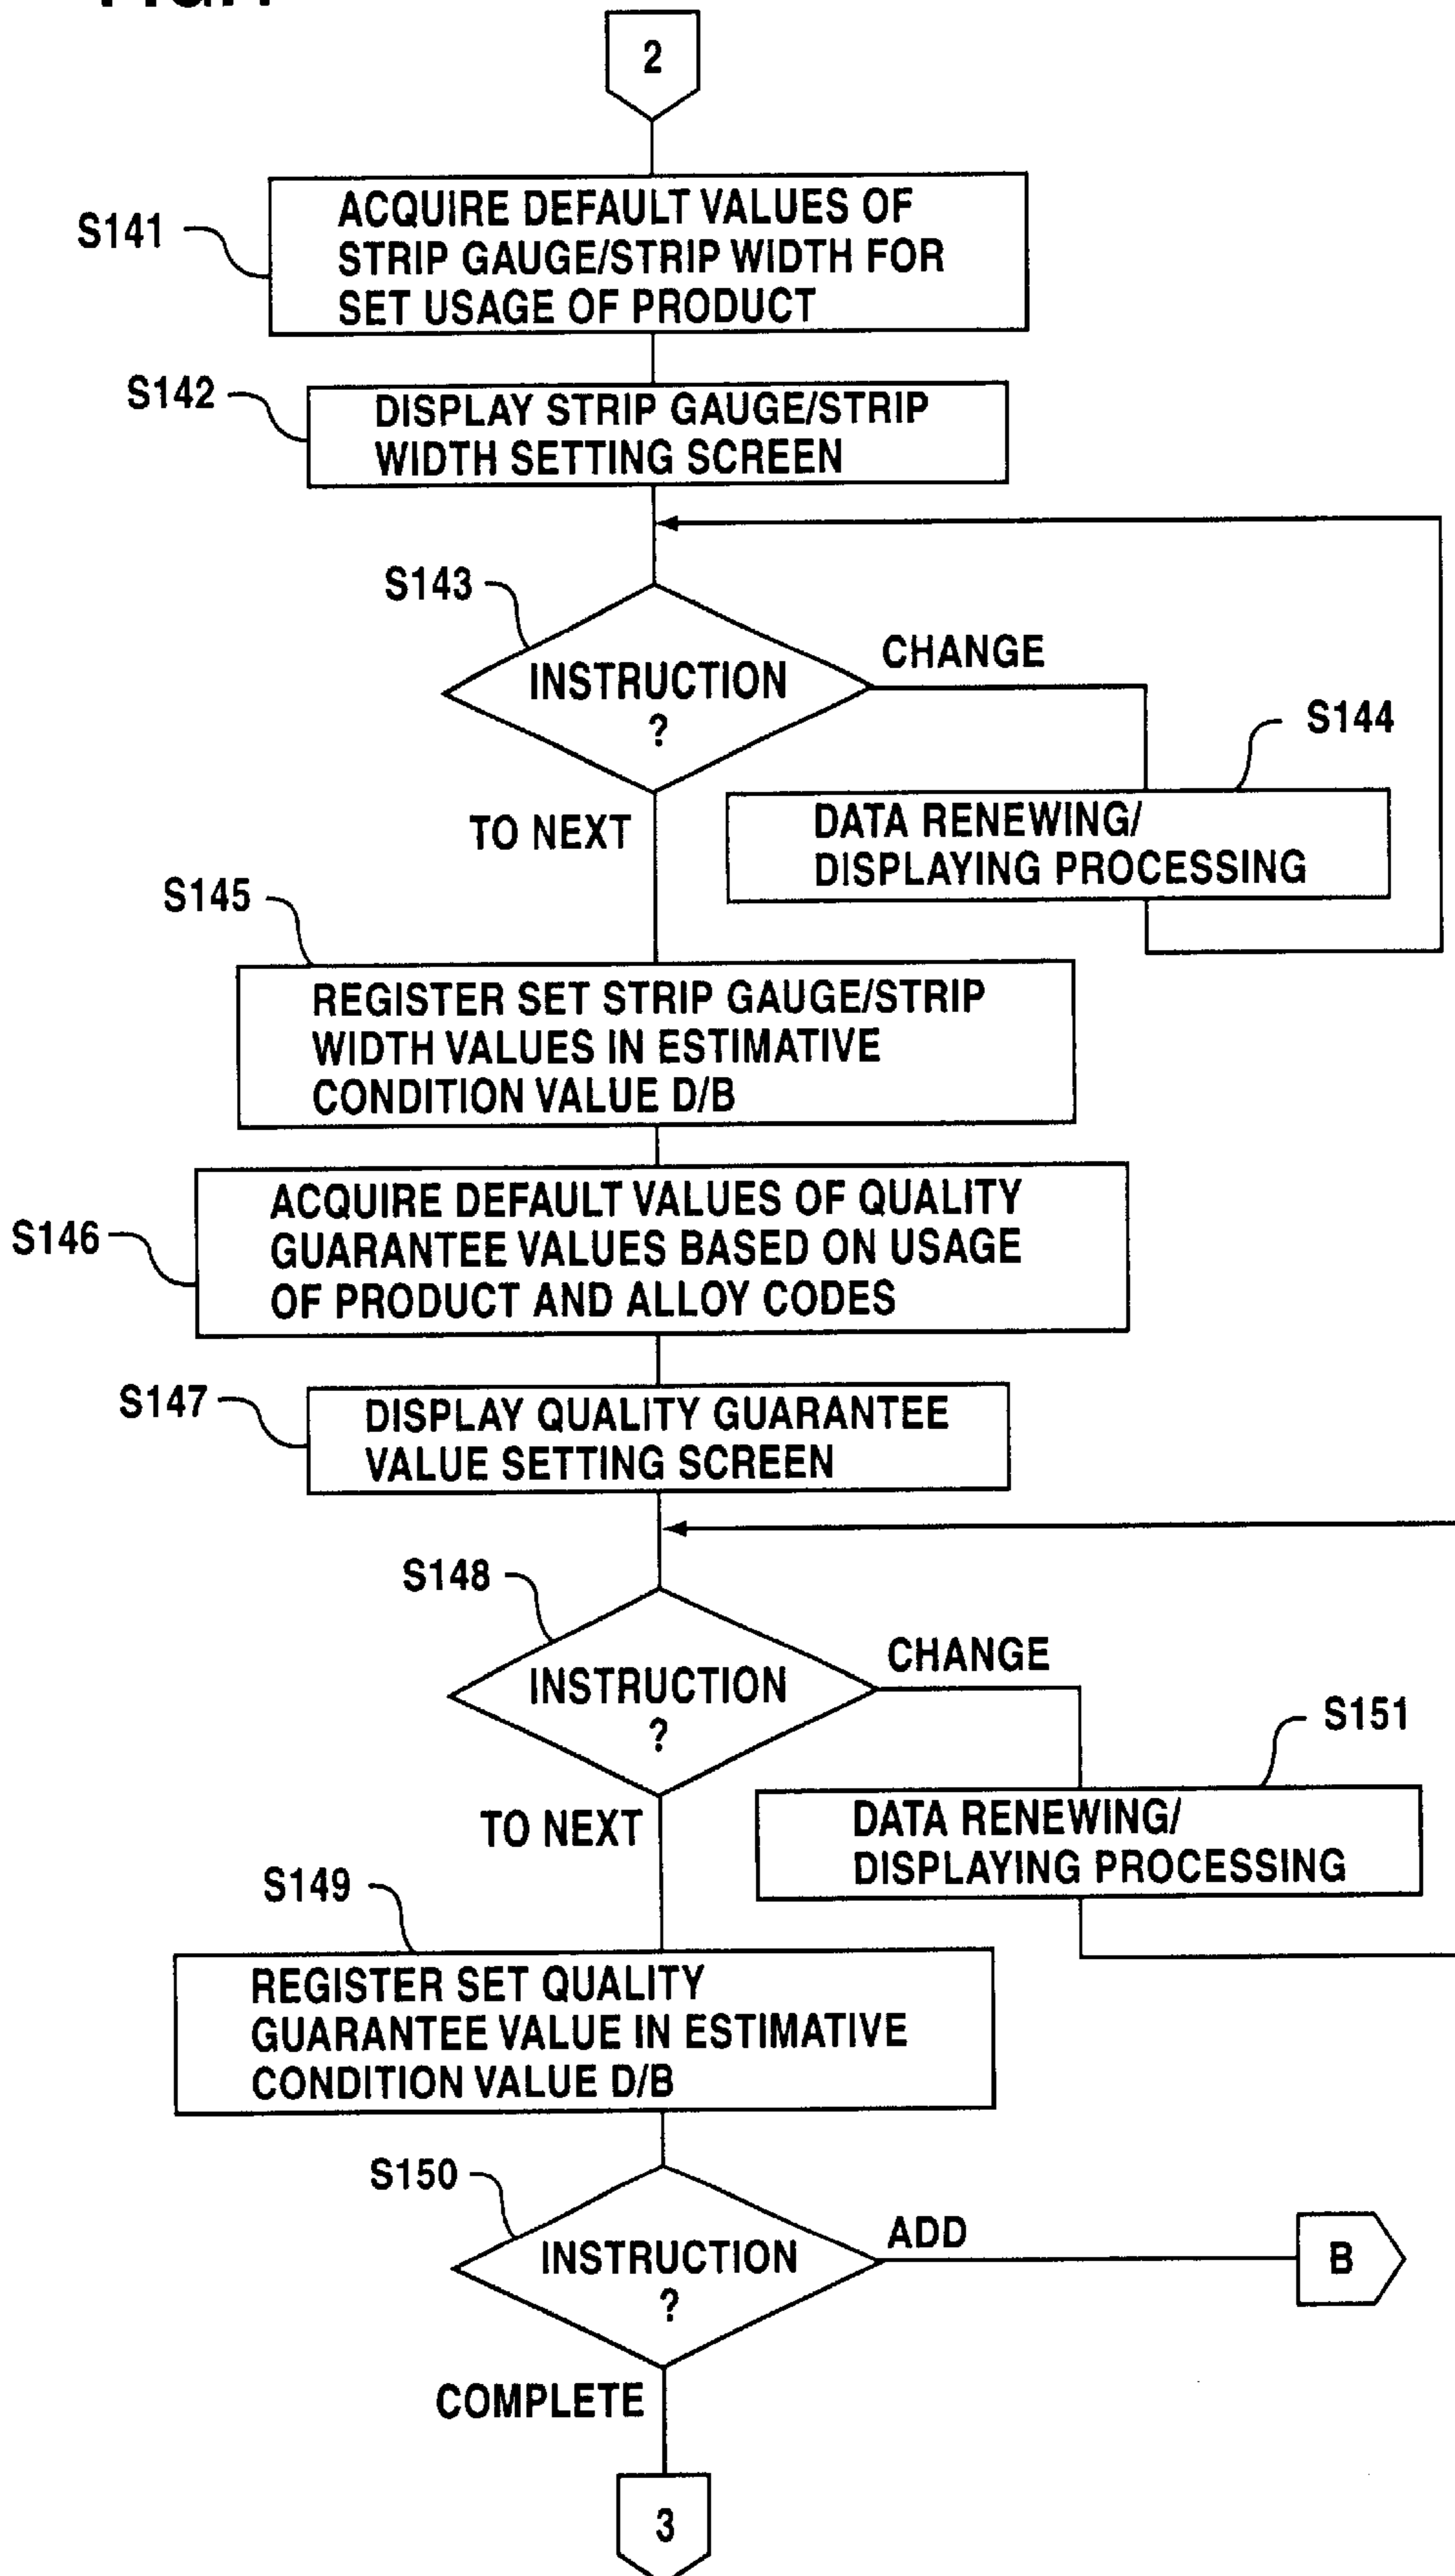 2
S141
ACQUIRE DEFAULT VALUES OF
STRIP GAUGE/STRIP WIDTH FOR
SET USAGE OF PRODUCT
S142
DISPLAY STRIP GAUGE/STRIP
WIDTH SETTING SCREEN
S143
INSTRUCTION
?
CHANGE
S144
DATA RENEWING/
DISPLAYING PROCESSING
TO NEXT
S145
REGISTER SET STRIP GAUGE/STRIP
WIDTH VALUES IN ESTIMATIVE
CONDITION VALUE D/B
S146
ACQUIRE DEFAULT VALUES OF QUALITY
GUARANTEE VALUES BASED ON USAGE
OF PRODUCT AND ALLOY CODES
S147
DISPLAY QUALITY GUARANTEE
VALUE SETTING SCREEN
S148
INSTRUCTION
?
CHANGE
S151
DATA RENEWING/
DISPLAYING PROCESSING
TO NEXT
S149
REGISTER SET QUALITY
GUARANTEE VALUE IN ESTIMATIVE
CONDITION VALUE D/B
S150
INSTRUCTION
?
ADD
B
COMPLETE
3